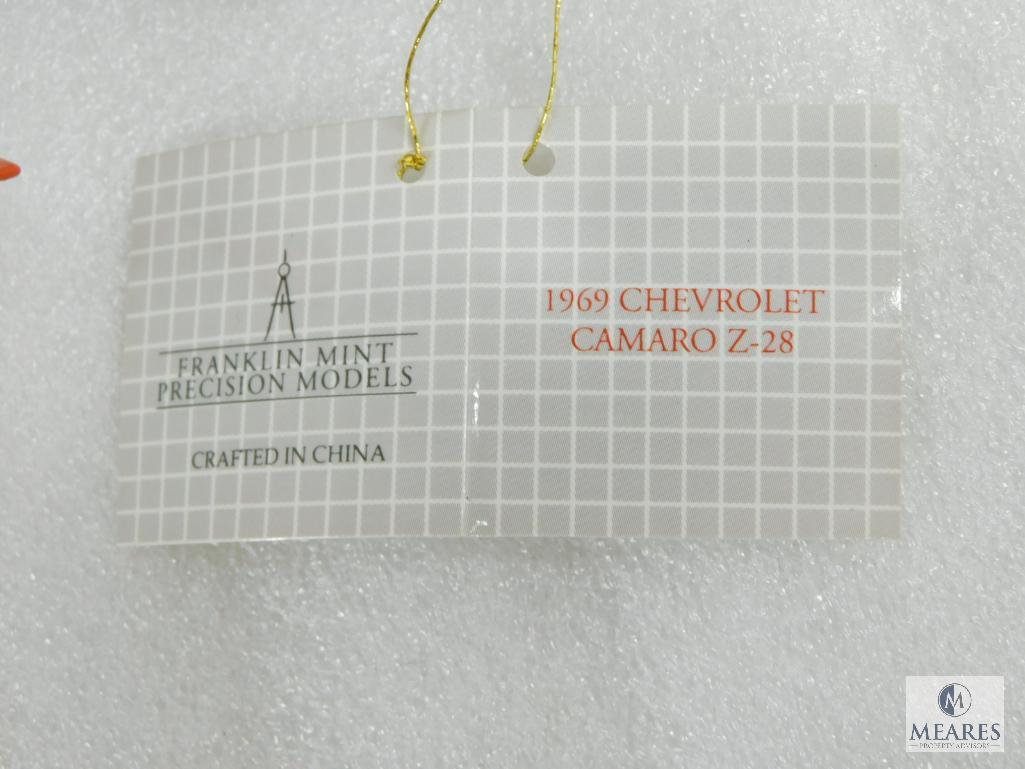 FRANKLIN MINT
PRECISION MODELS
CRAFTED IN CHINA
1969 CHEVROLET
CAMARO Z-28
M
MEARES
PROPERTY ADVISORS